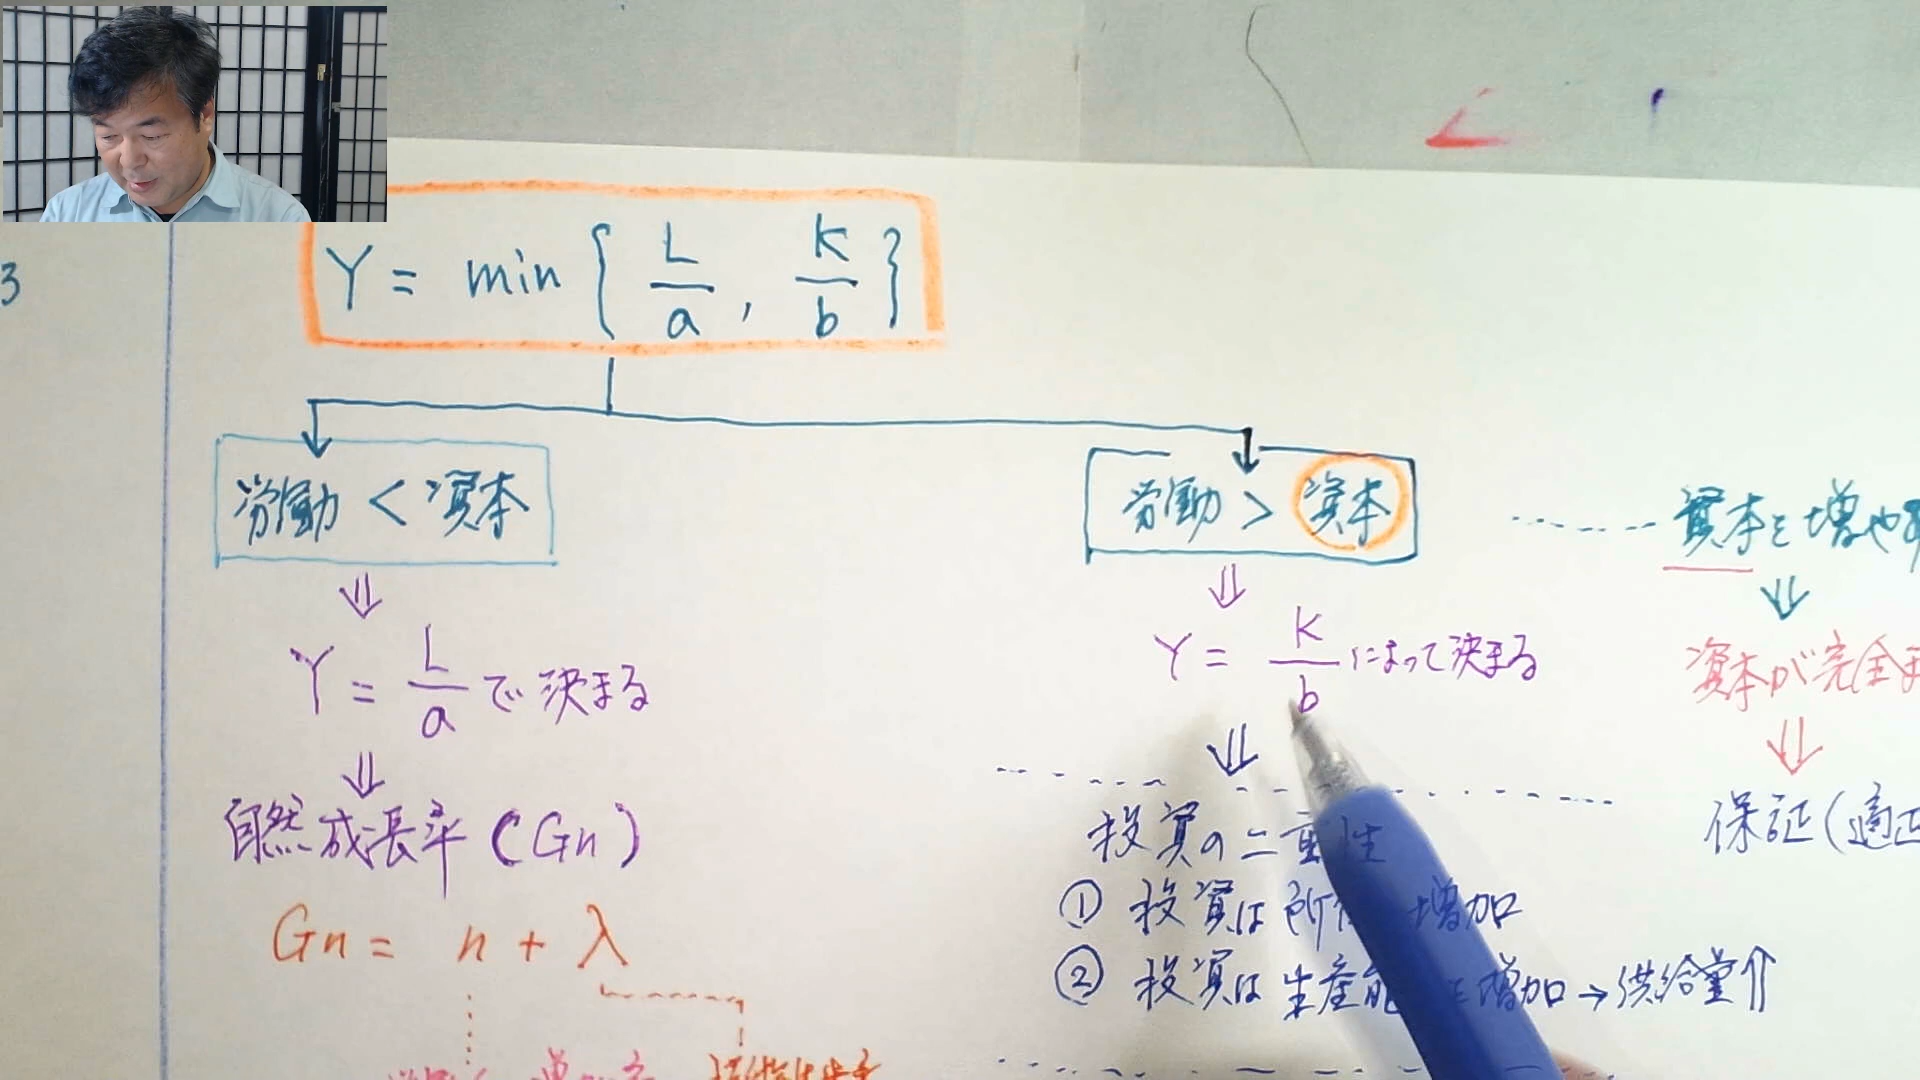 3
Y = min { L/a , K/b }
労働 < 資本
Y = L/a で決まる
自然成長率 (Gn)
Gn = n + λ
労働 > 資本
Y = K/b によって決まる
投資の二重性
① 投資は所 増加
② 投資は生産能 を増加→供給量⇑
資本を増やす
資本が完全
保証(適正